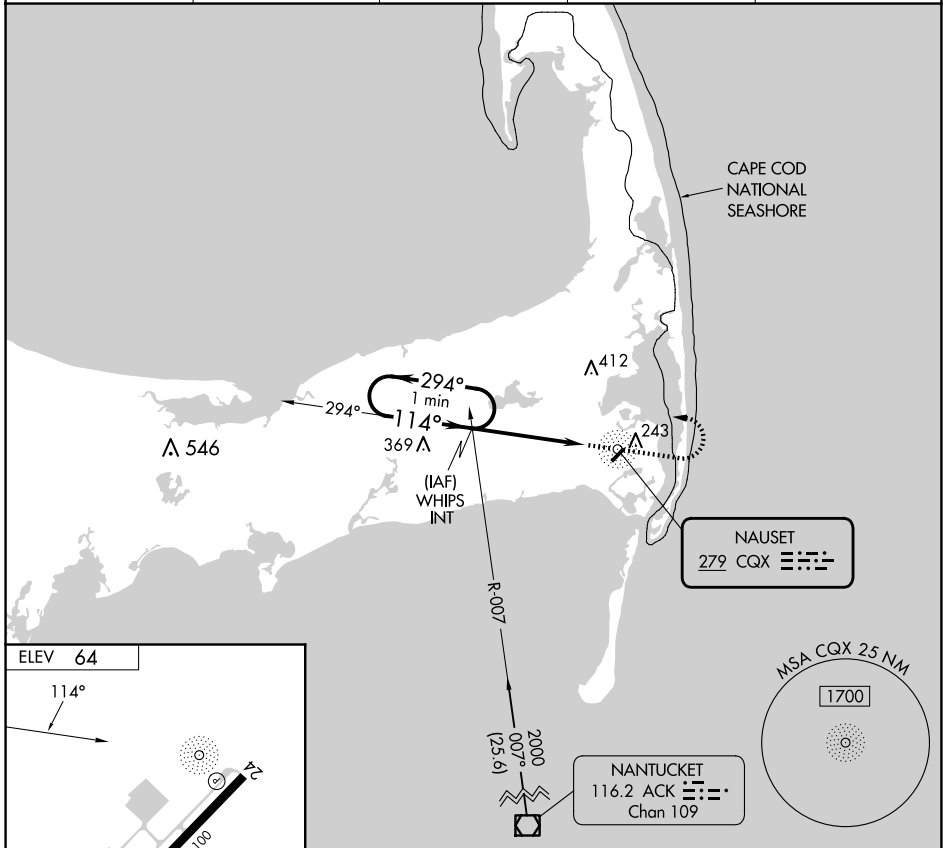 CAPE COD
NATIONAL
SEASHORE
412
294°
1 min
294°
114°
369
243
546
(IAF)
WHIPS
INT
NAUSET
279 CQX
R-007
ELEV 64
114°
24
100
MSA CQX 25 NM
1700
2000
007°
(25.6)
NANTUCKET
116.2 ACK
Chan 109